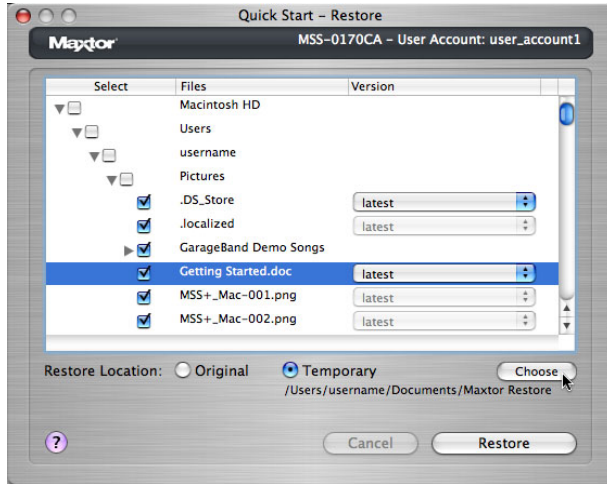 Quick Start – Restore
Maxtor MSS-0170CA – User Account: user_account1
Select Files Version
Macintosh HD
Users
username
Pictures
.DS_Store latest
.localized latest
GarageBand Demo Songs
Getting Started.doc latest
MSS+_Mac-001.png latest
MSS+_Mac-002.png latest
Restore Location: Original Temporary Choose
/Users/username/Documents/Maxtor Restore
? Cancel Restore